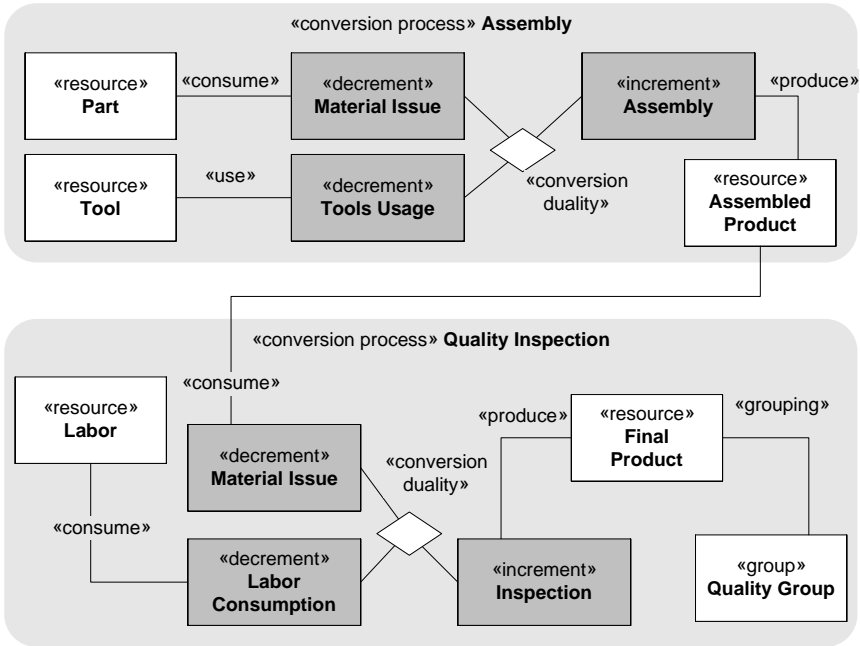 «conversion process» Assembly
«resource»
Part
«consume»
«decrement»
Material Issue
«increment»
Assembly
«produce»
«resource»
Tool
«use»
«decrement»
Tools Usage
«conversion
duality»
«resource»
Assembled
Product
«conversion process» Quality Inspection
«resource»
Labor
«consume»
«decrement»
Material Issue
«conversion
duality»
«produce»
«resource»
Final
Product
«grouping»
«consume»
«decrement»
Labor
Consumption
«increment»
Inspection
«group»
Quality Group